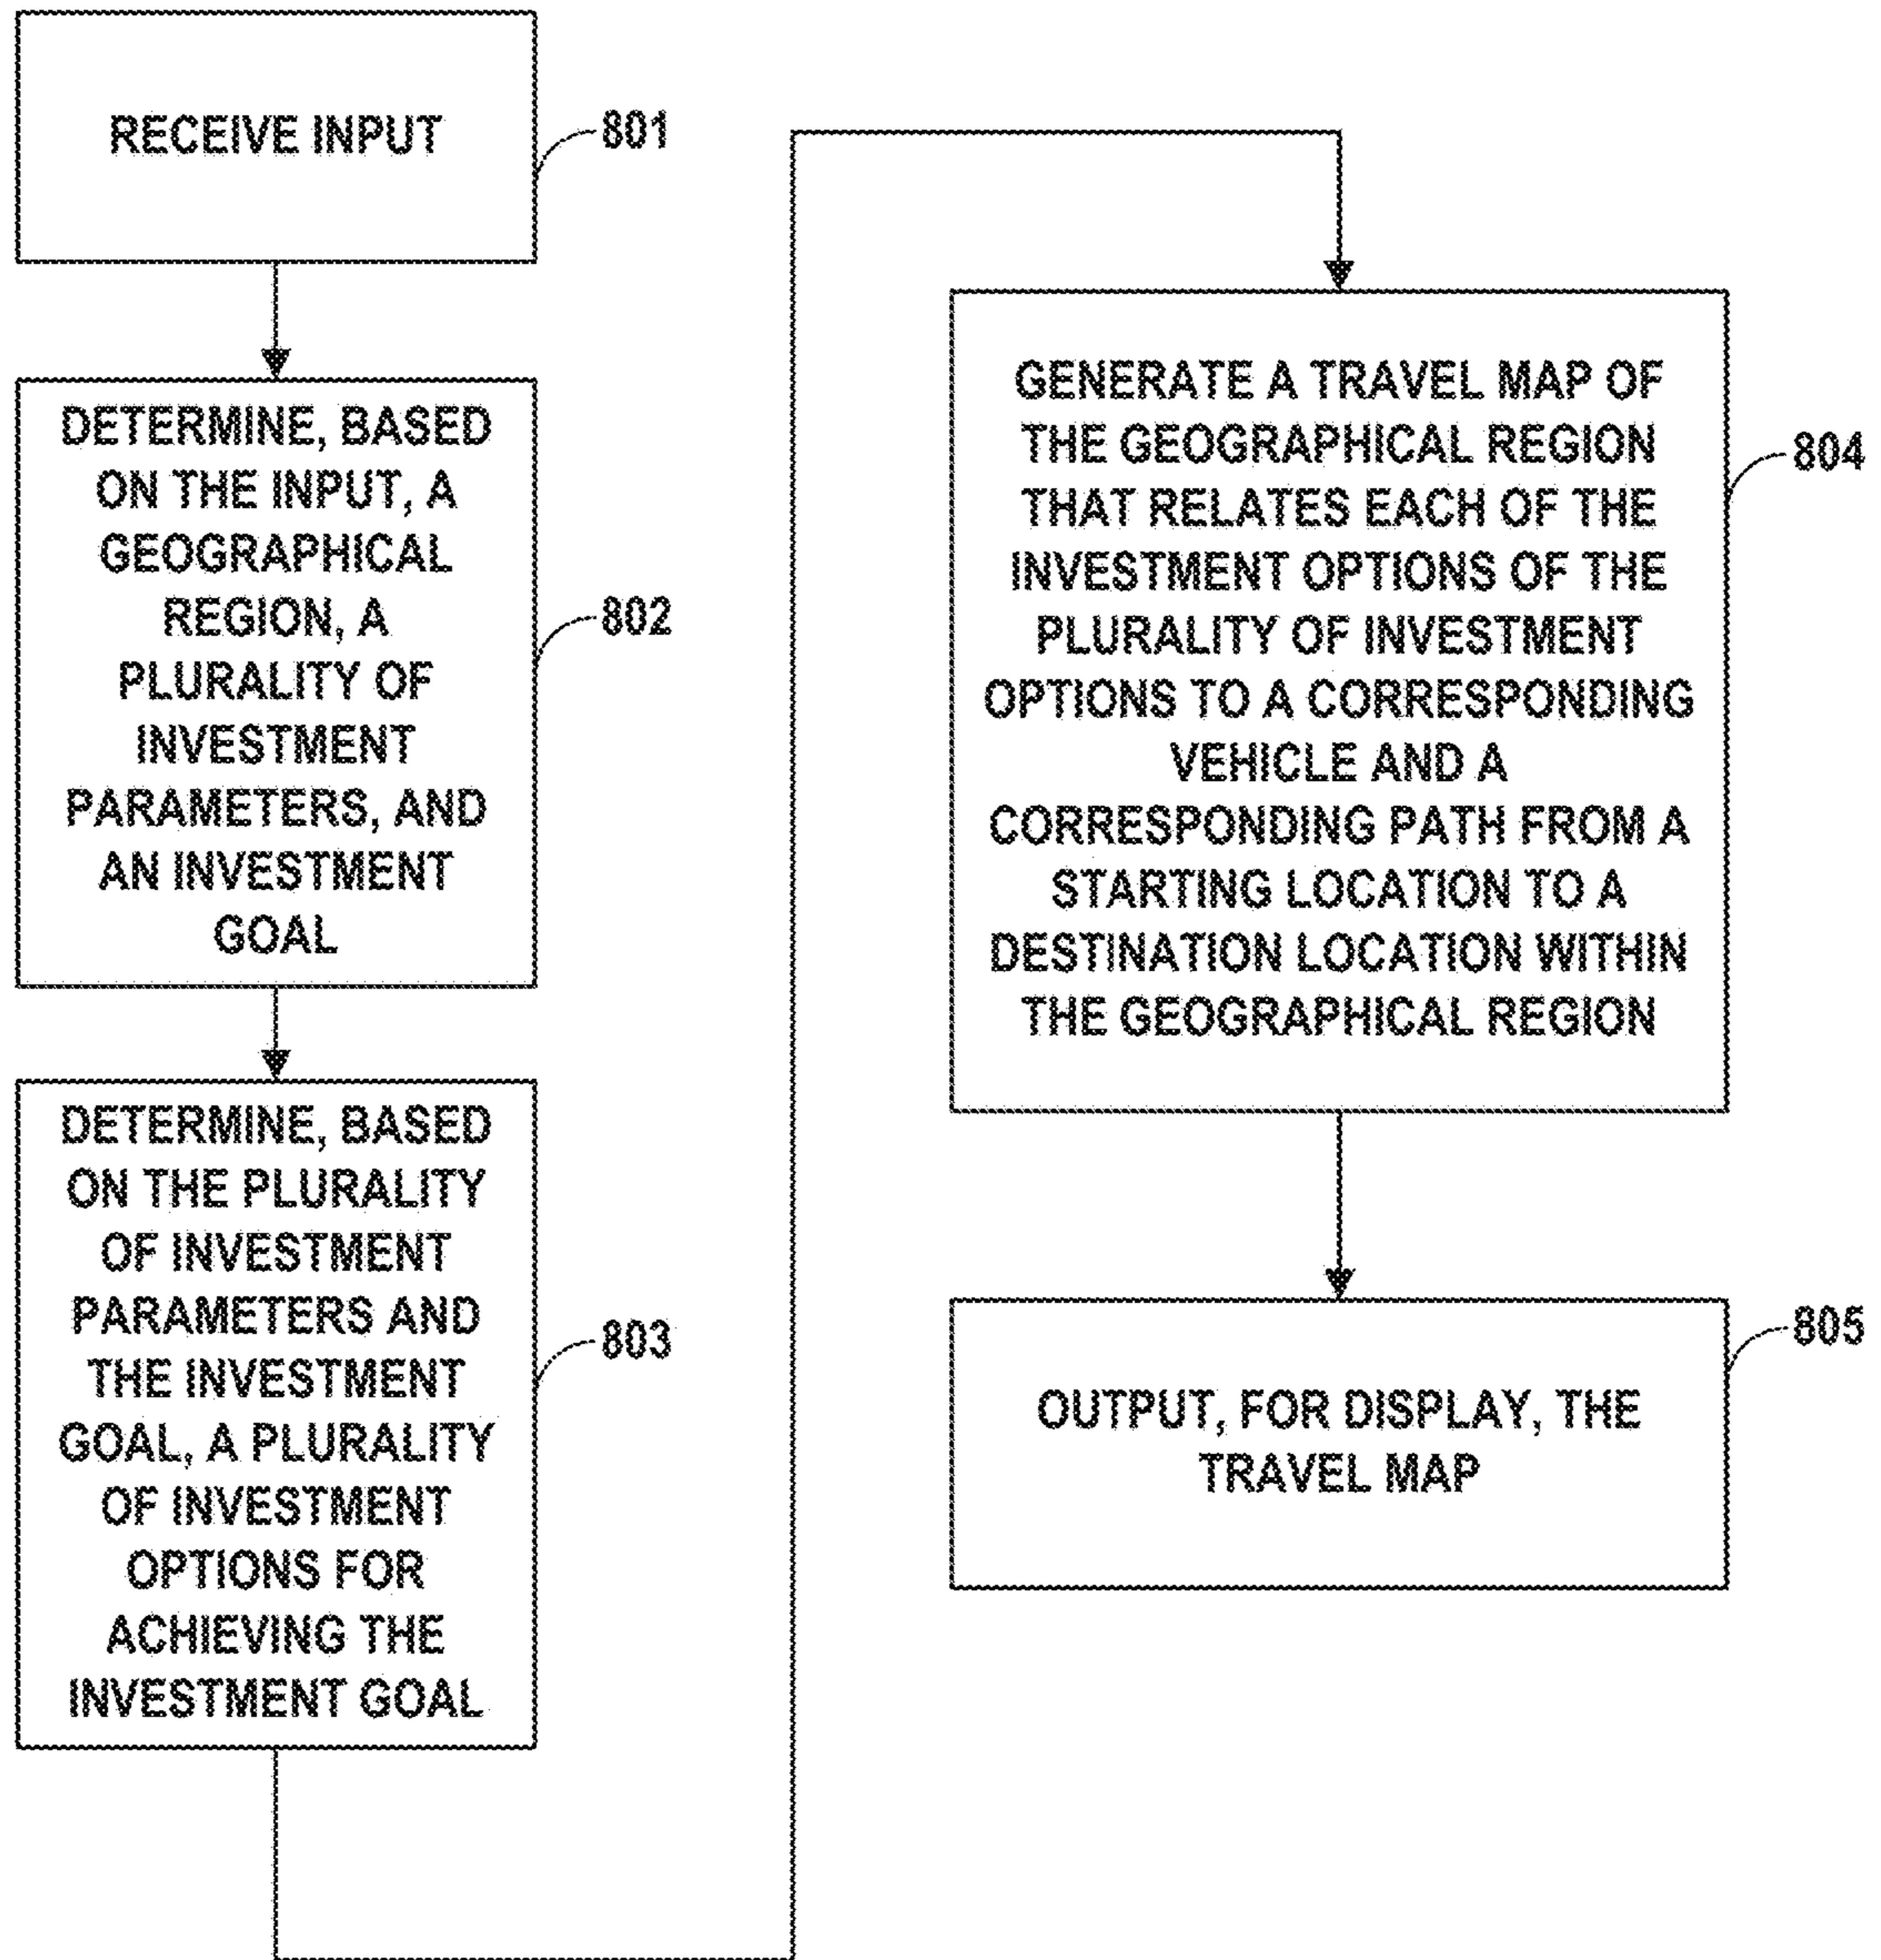 RECEIVE INPUT
801
DETERMINE, BASED
ON THE INPUT, A
GEOGRAPHICAL
REGION, A
PLURALITY OF
INVESTMENT
PARAMETERS, AND
AN INVESTMENT
GOAL
802
DETERMINE, BASED
ON THE PLURALITY
OF INVESTMENT
PARAMETERS AND
THE INVESTMENT
GOAL, A PLURALITY
OF INVESTMENT
OPTIONS FOR
ACHIEVING THE
INVESTMENT GOAL
803
GENERATE A TRAVEL MAP OF
THE GEOGRAPHICAL REGION
THAT RELATES EACH OF THE
INVESTMENT OPTIONS OF THE
PLURALITY OF INVESTMENT
OPTIONS TO A CORRESPONDING
VEHICLE AND A
CORRESPONDING PATH FROM A
STARTING LOCATION TO A
DESTINATION LOCATION WITHIN
THE GEOGRAPHICAL REGION
804
OUTPUT, FOR DISPLAY, THE
TRAVEL MAP
805